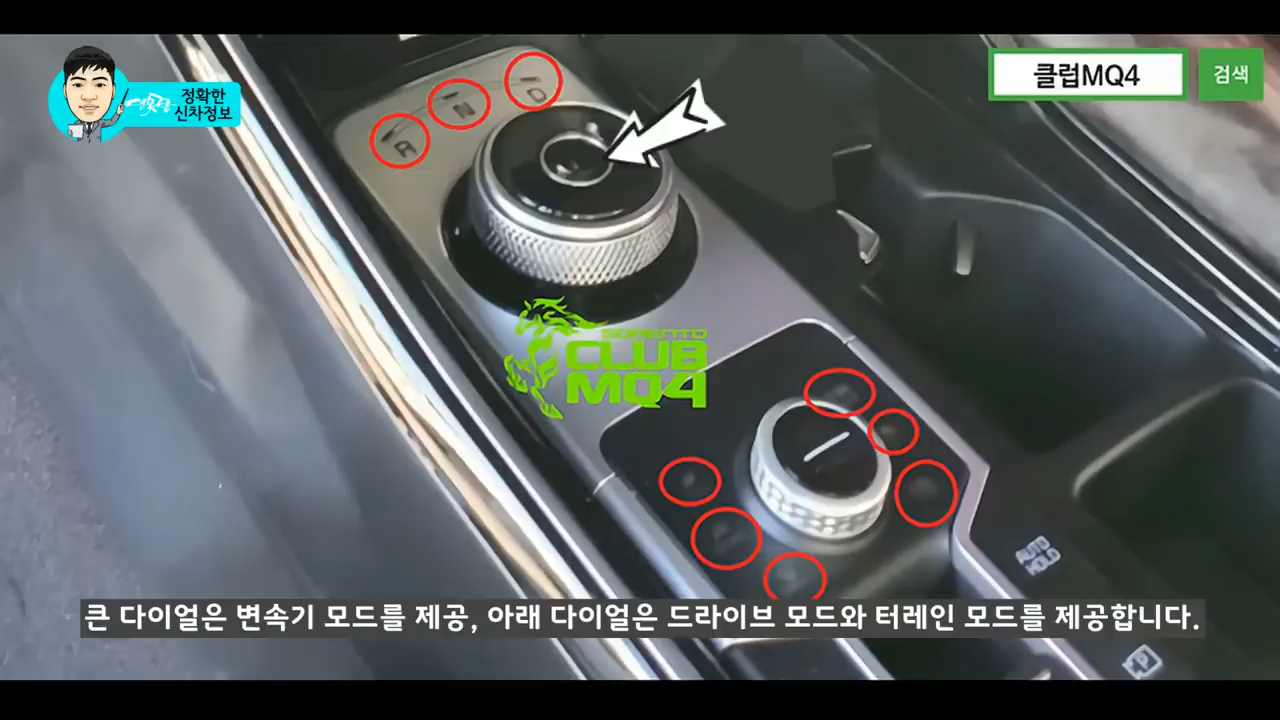 정확한
신차정보
클럽MQ4
검색
R
N
D
SORENTO
CLUB
MQ4
AUTO
HOLD
P
큰 다이얼은 변속기 모드를 제공, 아래 다이얼은 드라이브 모드와 터레인 모드를 제공합니다.